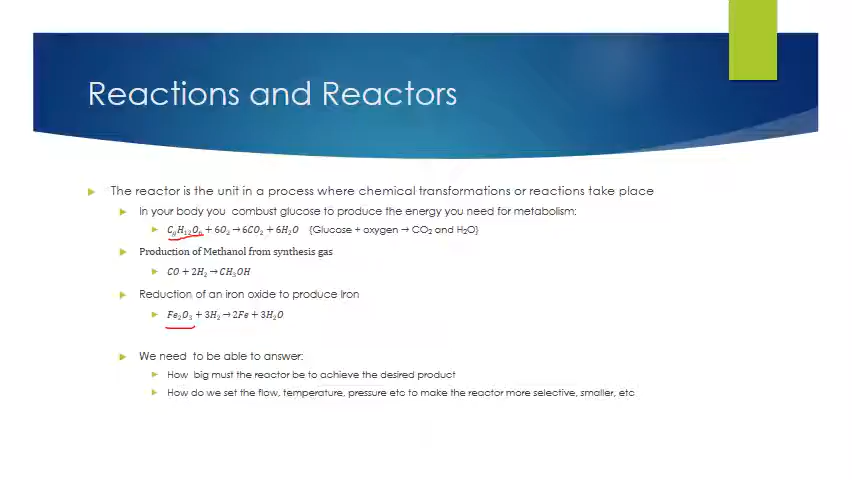 Reactions and Reactors
The reactor is the unit in a process where chemical transformations or reactions take place
In your body you combust glucose to produce the energy you need for metabolism:
C₆H₁₂O₆ + 6O₂ → 6CO₂ + 6H₂O (Glucose + oxygen → CO₂ and H₂O)
Production of Methanol from synthesis gas
CO + 2H₂ → CH₃OH
Reduction of an iron oxide to produce Iron
Fe₂O₃ + 3H₂ → 2Fe + 3H₂O
We need to be able to answer:
How big must the reactor be to achieve the desired product
How do we set the flow, temperature, pressure etc to make the reactor more selective, smaller, etc